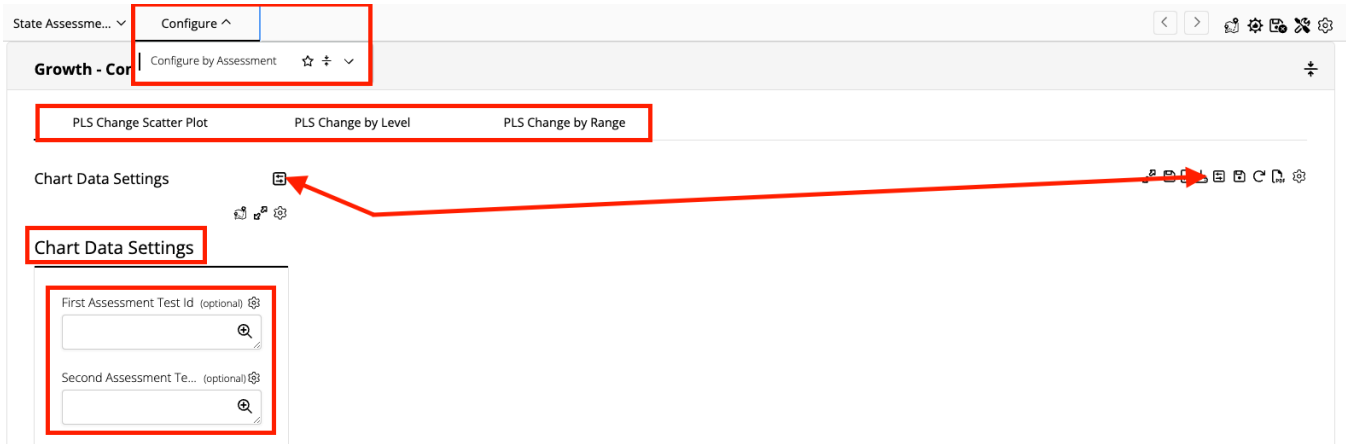 State Assessme... Configure
Configure by Assessment
Growth - Cor
PLS Change Scatter Plot PLS Change by Level PLS Change by Range
Chart Data Settings
Chart Data Settings
First Assessment Test Id (optional)
Second Assessment Te... (optional)